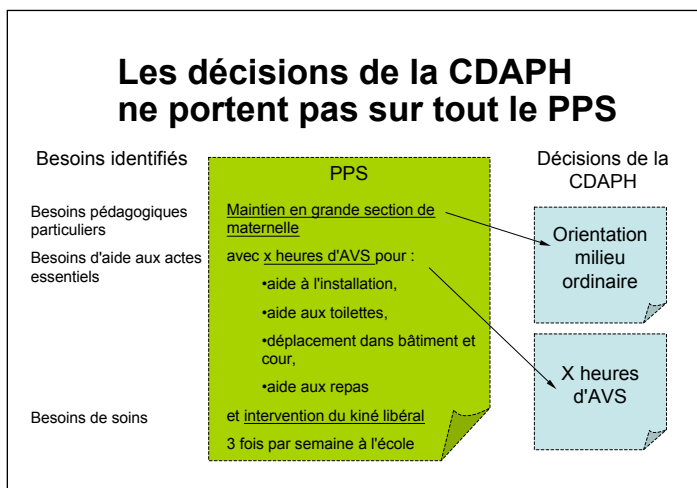 Les décisions de la CDAPH
ne portent pas sur tout le PPS
Besoins identifiés
Besoins pédagogiques
particuliers
Besoins d'aide aux actes
essentiels
Besoins de soins
PPS
Maintien en grande section de
maternelle
avec x heures d'AVS pour :
•aide à l'installation,
•aide aux toilettes,
•déplacement dans bâtiment et
cour,
•aide aux repas
et intervention du kiné libéral
3 fois par semaine à l'école
Décisions de la
CDAPH
Orientation
milieu
ordinaire
X heures
d'AVS